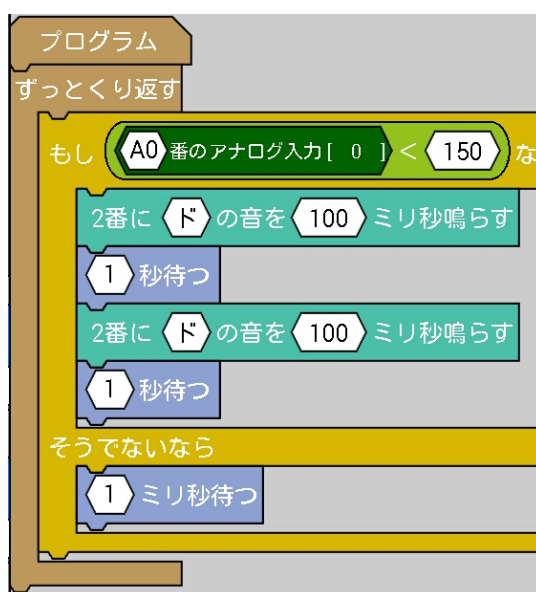 プログラム
ずっとくり返す
もし A0 番のアナログ入力[ 0 ] < 150 な
2番に ド の音を 100 ミリ秒鳴らす
1 秒待つ
2番に ド の音を 100 ミリ秒鳴らす
1 秒待つ
そうでないなら
1 ミリ秒待つ